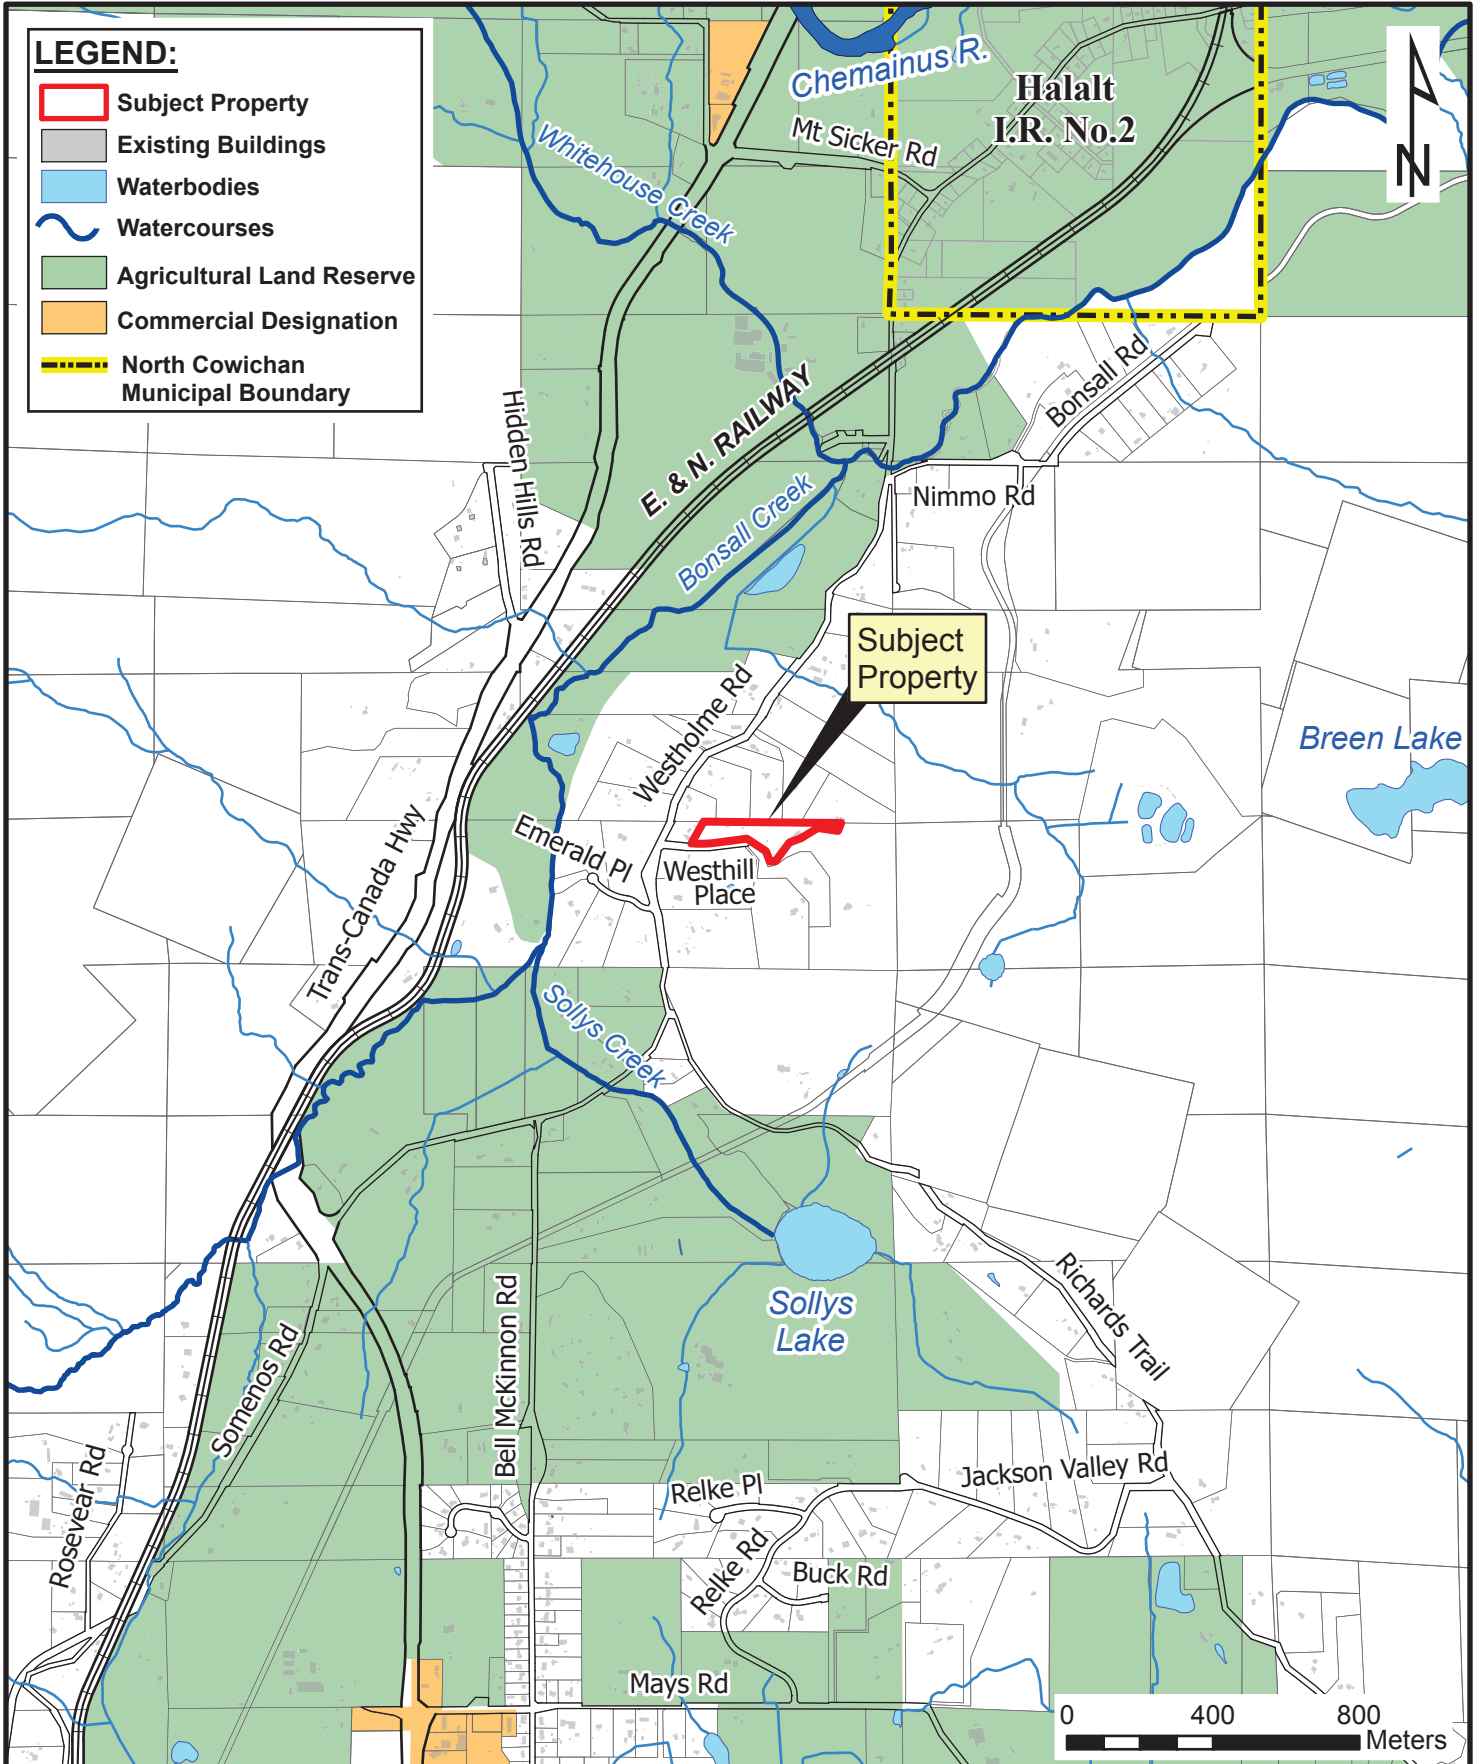 LEGEND:
Subject Property
Existing Buildings
Waterbodies
Watercourses
Agricultural Land Reserve
Commercial Designation
North Cowichan
Municipal Boundary
Chemainus R.
Halalt
I.R. No.2
N
Mt Sicker Rd
Whitehouse Creek
Bonsall Rd
E. & N. RAILWAY
Hidden Hills Rd
Nimmo Rd
Bonsall Creek
Subject
Property
Westholme Rd
Breen Lake
Trans-Canada Hwy
Emerald Pl
Westhill
Place
Sollys Creek
Sollys
Lake
Richards Trail
Bell McKinnon Rd
Somenos Rd
Rosevear Rd
Relke Pl
Jackson Valley Rd
Relke Rd
Buck Rd
Mays Rd
0 400 800
Meters